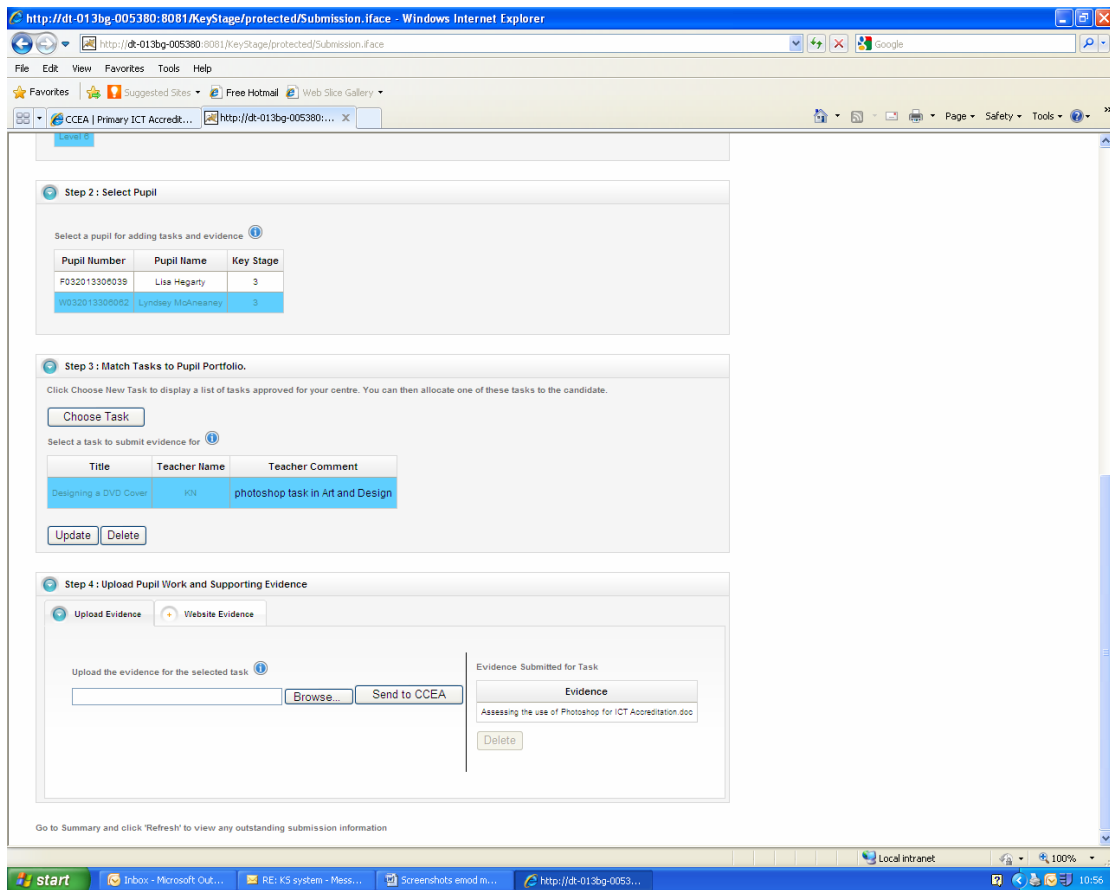 http://dt-013bg-005380:8081/KeyStage/protected/Submission.iface - Windows Internet Explorer
http://dt-013bg-005380:8081/KeyStage/protected/Submission.iface
Google
File Edit View Favorites Tools Help
Favorites Suggested Sites Free Hotmail Web Slice Gallery
CCEA | Primary ICT Accredit... http://dt-013bg-005380:... X Page Safety Tools »
Level 6
Step 2 : Select Pupil
Select a pupil for adding tasks and evidence
Pupil Number Pupil Name Key Stage
F032013306039 Lisa Hegarty 3
W032013306062 Lyndsey McAneaney 3
Step 3 : Match Tasks to Pupil Portfolio.
Click Choose New Task to display a list of tasks approved for your centre. You can then allocate one of these tasks to the candidate.
Choose Task
Select a task to submit evidence for
Title Teacher Name Teacher Comment
Designing a DVD Cover KN photoshop task in Art and Design
Update Delete
Step 4 : Upload Pupil Work and Supporting Evidence
Upload Evidence Website Evidence
Upload the evidence for the selected task
Browse... Send to CCEA
Evidence Submitted for Task
Evidence
Assessing the use of Photoshop for ICT Accreditation.doc
Delete
Go to Summary and click 'Refresh' to view any outstanding submission information
Local intranet 100%
start Inbox - Microsoft Out... RE: KS system - Mess... Screenshots emod m... http://dt-013bg-0053... 10:56